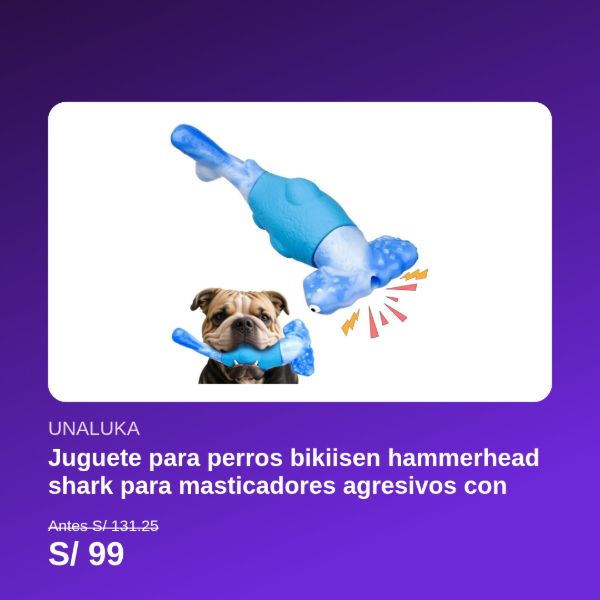 UNALUKA
Juguete para perros bikiisen hammerhead
shark para masticadores agresivos con
Antes S/ 131.25
S/ 99